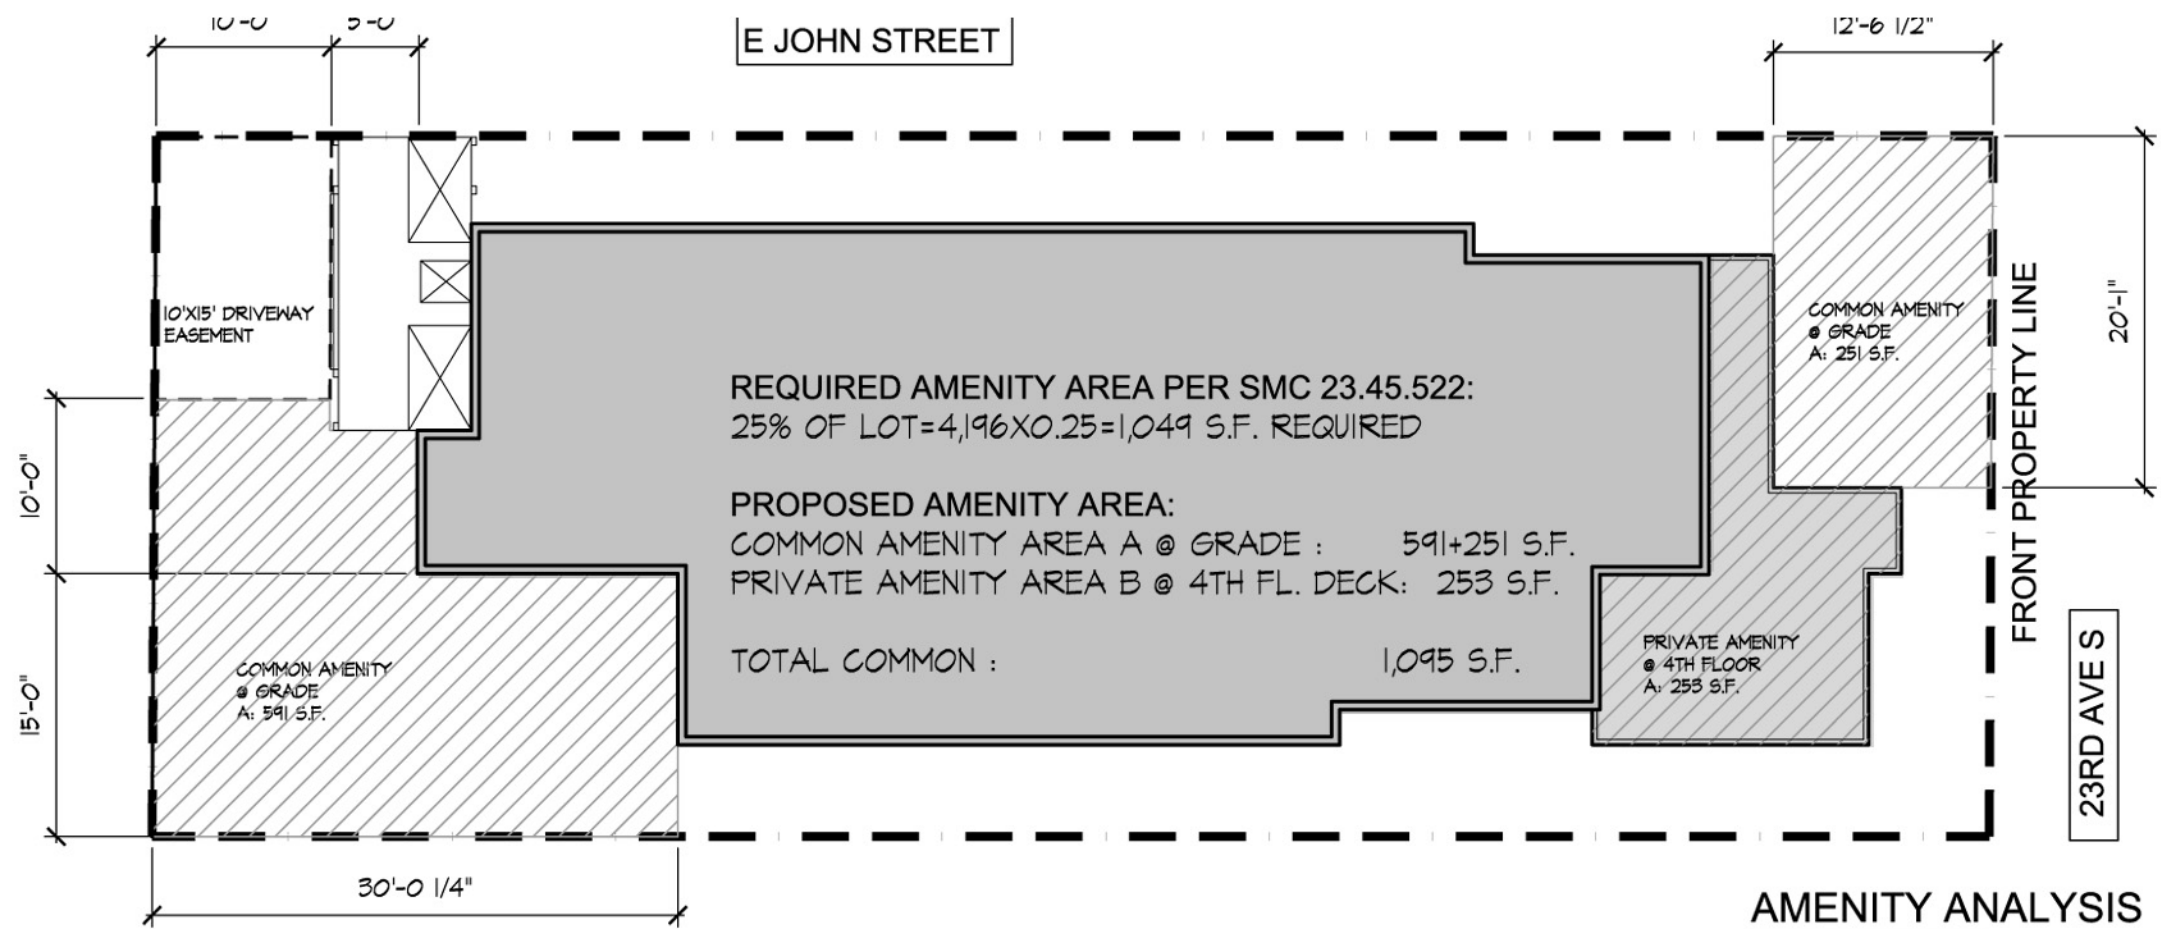 10'-0
5'-0
E JOHN STREET
12'-6 1/2"
10'X15' DRIVEWAY
EASEMENT
COMMON AMENITY
@ GRADE
A: 251 S.F.
20'-1"
FRONT PROPERTY LINE
REQUIRED AMENITY AREA PER SMC 23.45.522:
25% OF LOT=4,196X0.25=1,049 S.F. REQUIRED
10'-0"
PROPOSED AMENITY AREA:
COMMON AMENITY AREA A @ GRADE : 591+251 S.F.
PRIVATE AMENITY AREA B @ 4TH FL. DECK: 253 S.F.
TOTAL COMMON : 1,095 S.F.
PRIVATE AMENITY
@ 4TH FLOOR
A: 253 S.F.
COMMON AMENITY
@ GRADE
A: 591 S.F.
15'-0"
23RD AVE S
30'-0 1/4"
AMENITY ANALYSIS